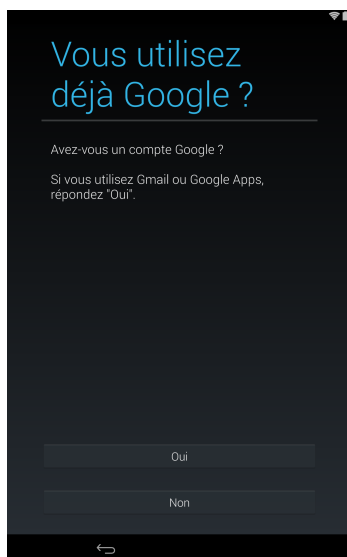 Vous utilisez
déjà Google ?
Avez-vous un compte Google ?
Si vous utilisez Gmail ou Google Apps,
répondez "Oui".
Oui
Non